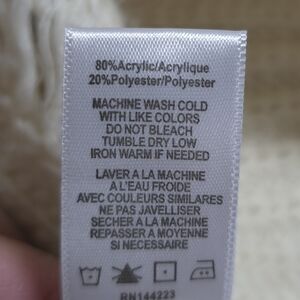 80%Acrylic/Acrylique
20%Polyester/Polyester
MACHINE WASH COLD
WITH LIKE COLORS
DO NOT BLEACH
TUMBLE DRY LOW
IRON WARM IF NEEDED
LAVER A LA MACHINE
A L'EAU FROIDE
AVEC COULEURS SIMILAIRES
NE PAS JAVELLISER
SECHER A LA MACHINE
REPASSER A MOYENNE
SI NECESSAIRE
RN144223